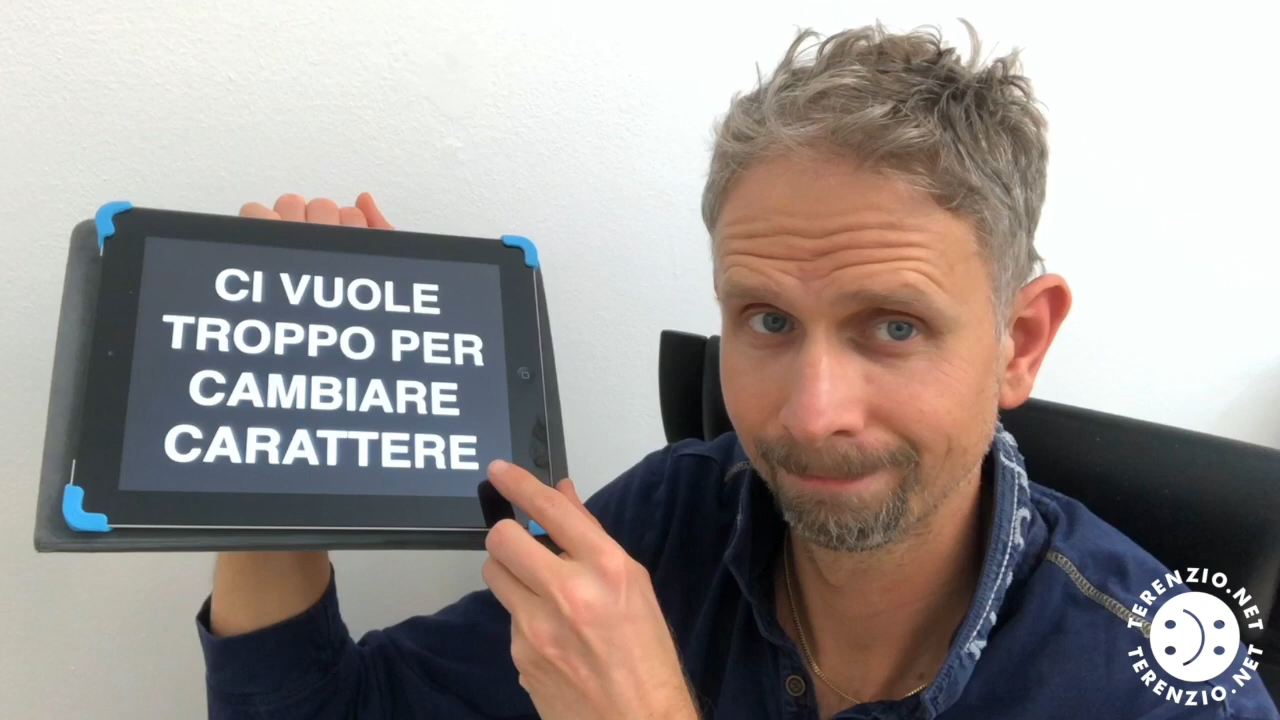 CI VUOLE
TROPPO PER
CAMBIARE
CARATTERE
TERENZIO.NET
TERENZIO.NET